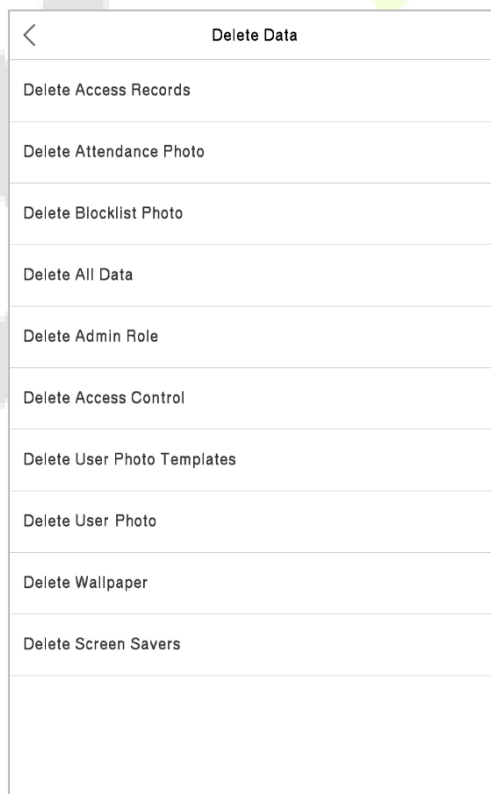 Delete Data
Delete Access Records
Delete Attendance Photo
Delete Blocklist Photo
Delete All Data
Delete Admin Role
Delete Access Control
Delete User Photo Templates
Delete User Photo
Delete Wallpaper
Delete Screen Savers